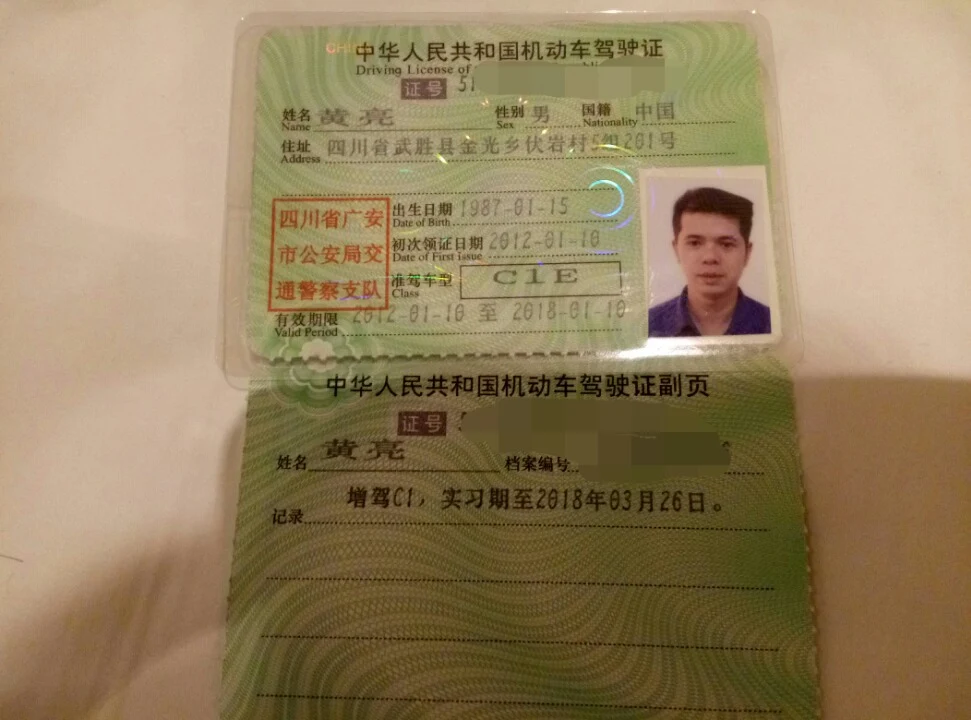 中华人民共和国机动车驾驶证
Driving License of
证号 51
姓名 黄亮 性别 男 国籍 中国
Name Sex Nationality
住址 四川省武胜县金光乡伏岩村5组201号
Address
四川省广安
市公安局交
通警察支队
出生日期 1987-01-15
Date of Birth
初次领证日期 2012-01-10
Date of First Issue
准驾车型 C1E
Class
有效期限 2012-01-10 至 2018-01-10
Valid Period
中华人民共和国机动车驾驶证副页
证号
姓名 黄亮 档案编号
增驾C1，实习期至2018年03月26日。
记录